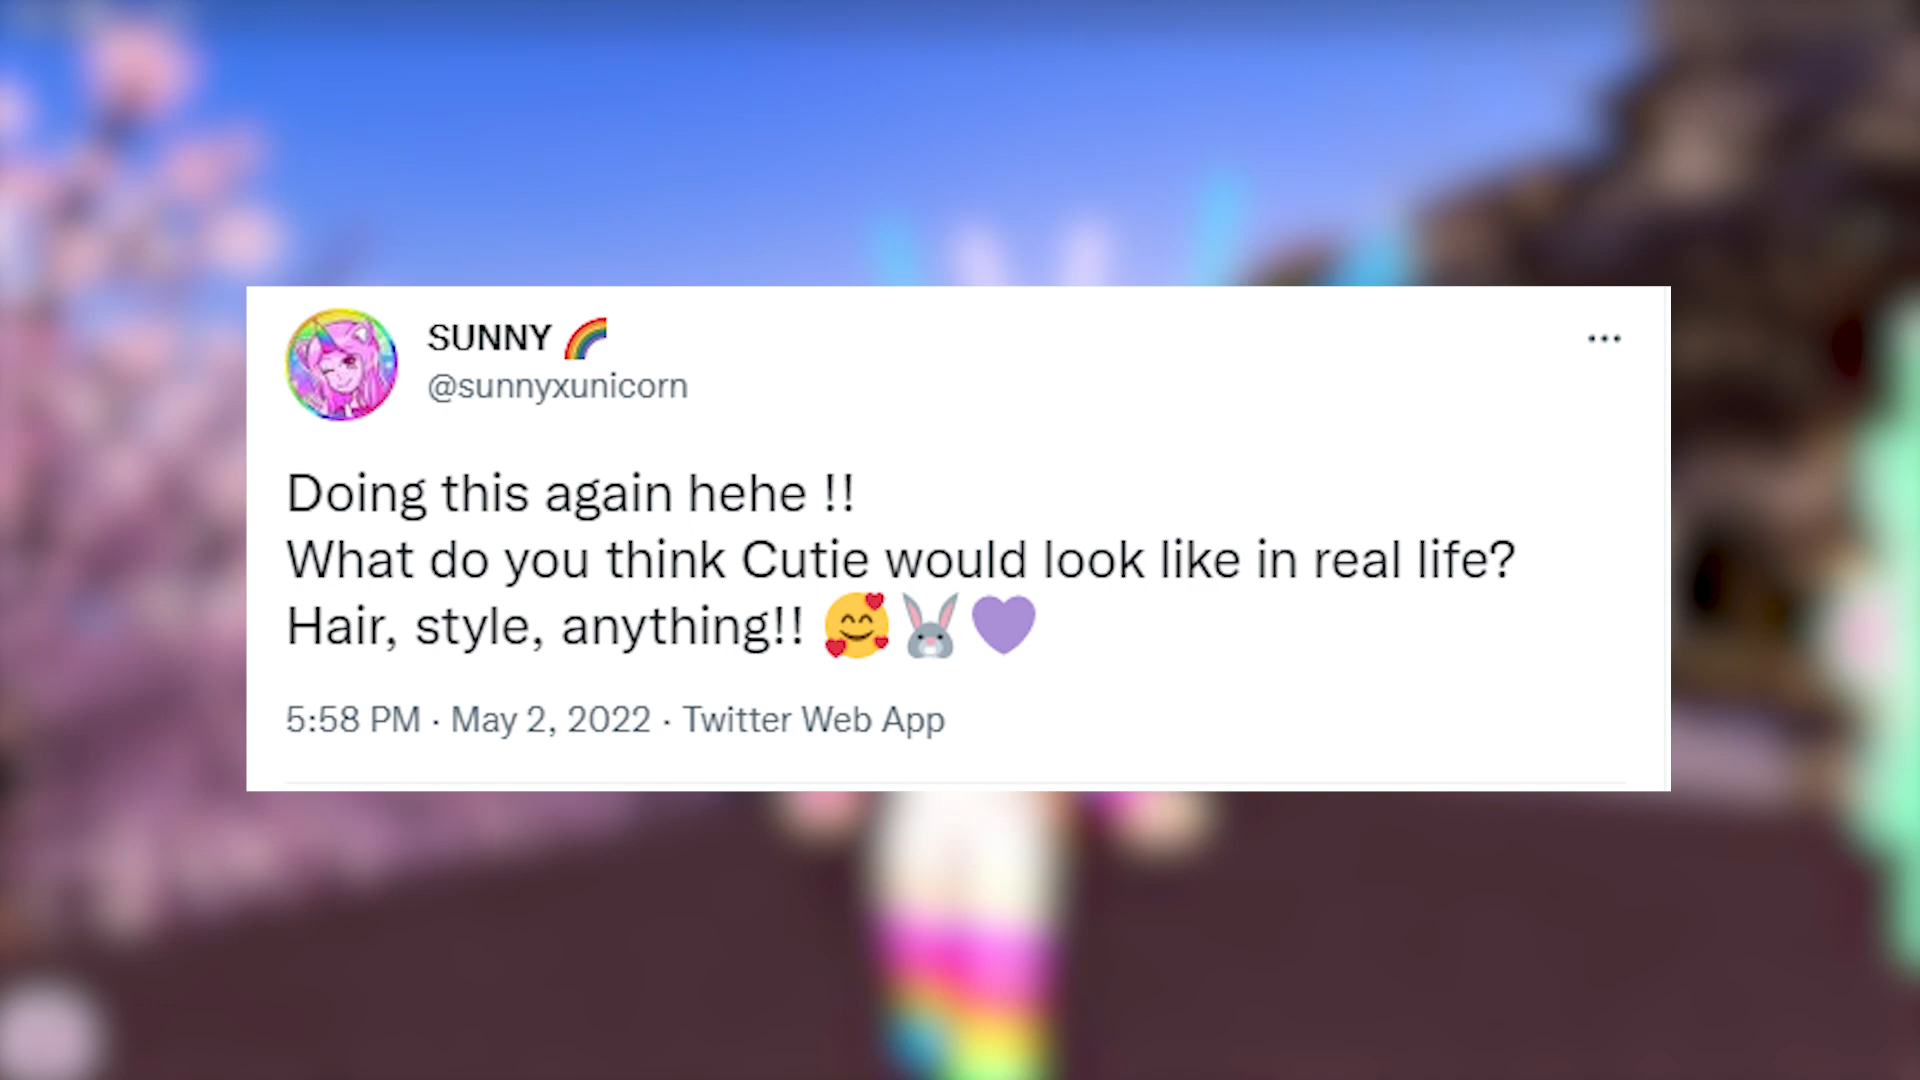 SUNNY 🌈
@sunnyxunicorn
Doing this again hehe !!
What do you think Cutie would look like in real life?
Hair, style, anything!! 🥰🐰💜
5:58 PM · May 2, 2022 · Twitter Web App